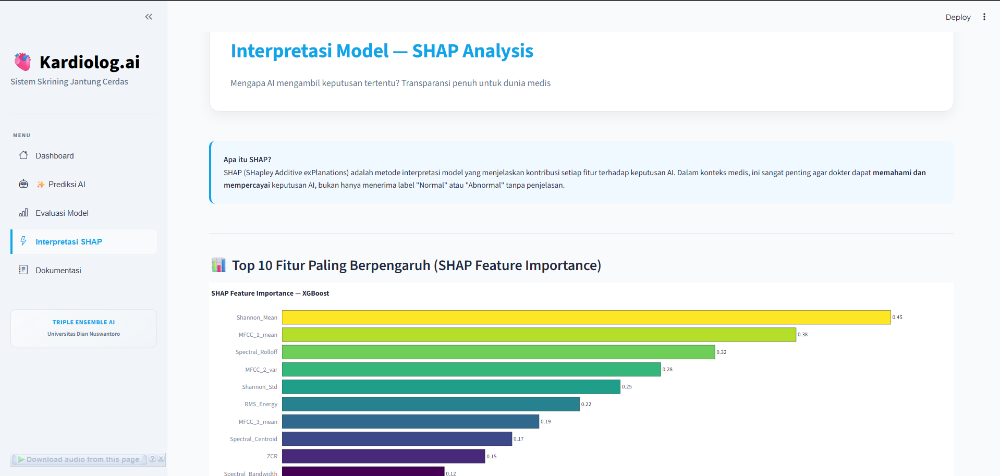 Deploy
Kardiolog.ai
Sistem Skrining Jantung Cerdas
MENU
Dashboard
✨ Prediksi AI
Evaluasi Model
Interpretasi SHAP
Dokumentasi
TRIPLE ENSEMBLE AI
Universitas Dian Nuswantoro
Download audio from this page ? X
Interpretasi Model — SHAP Analysis
Mengapa AI mengambil keputusan tertentu? Transparansi penuh untuk dunia medis
Apa itu SHAP?
SHAP (SHapley Additive exPlanations) adalah metode interpretasi model yang menjelaskan kontribusi setiap fitur terhadap keputusan AI. Dalam konteks medis, ini sangat penting agar dokter dapat memahami dan
mempercayai keputusan AI, bukan hanya menerima label "Normal" atau "Abnormal" tanpa penjelasan.
Top 10 Fitur Paling Berpengaruh (SHAP Feature Importance)
SHAP Feature Importance — XGBoost
Shannon_Mean 0.45
MFCC_1_mean 0.38
Spectral_Rolloff 0.32
MFCC_2_var 0.28
Shannon_Std 0.25
RMS_Energy 0.22
MFCC_3_mean 0.19
Spectral_Centroid 0.17
ZCR 0.15
Spectral_Bandwidth 0.12